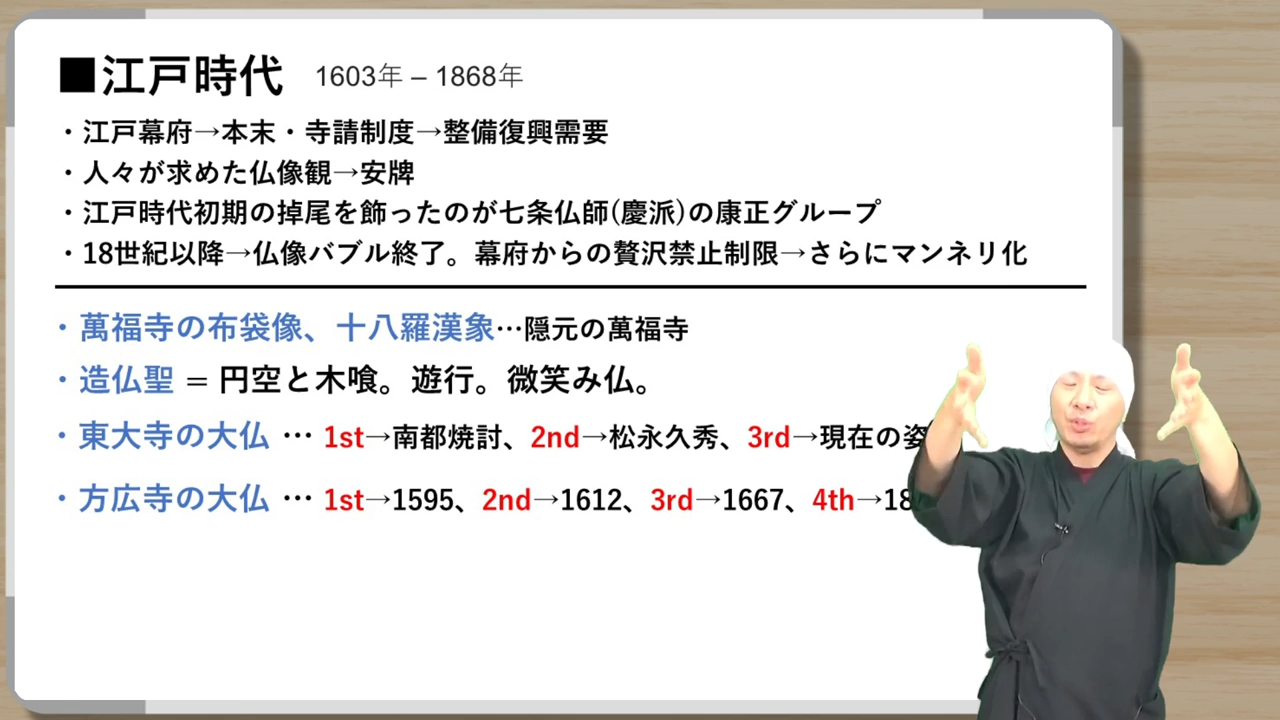 ■江戸時代 1603年 – 1868年
・江戸幕府→本末・寺請制度→整備復興需要
・人々が求めた仏像観→安牌
・江戸時代初期の掉尾を飾ったのが七条仏師(慶派)の康正グループ
・18世紀以降→仏像バブル終了。幕府からの贅沢禁止制限→さらにマンネリ化
・萬福寺の布袋像、十八羅漢象…隠元の萬福寺
・造仏聖 = 円空と木喰。遊行。微笑み仏。
・東大寺の大仏 … 1st→南都焼討、2nd→松永久秀、3rd→現在の姿
・方広寺の大仏 … 1st→1595、2nd→1612、3rd→1667、4th→18